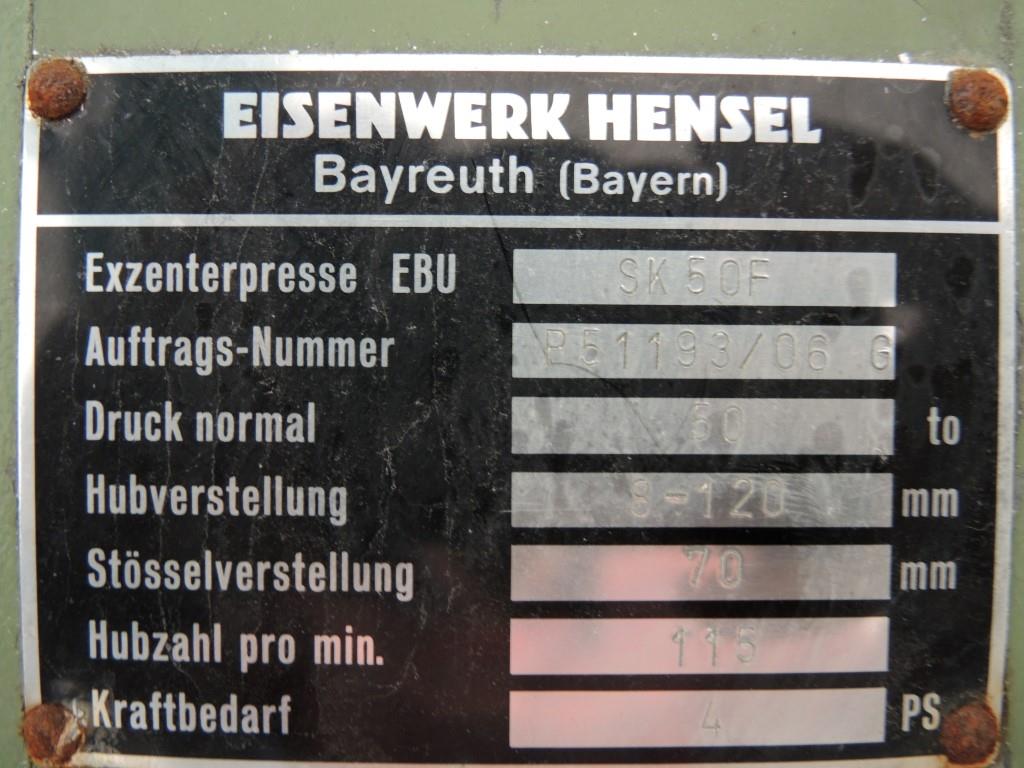 EISENWERK HENSEL
Bayreuth (Bayern)
Exzenterpresse EBU SK 50F
Auftrags-Nummer P51193/06 G
Druck normal 50 to
Hubverstellung 8-120 mm
Stösselverstellung 70 mm
Hubzahl pro min. 115
Kraftbedarf 4 PS